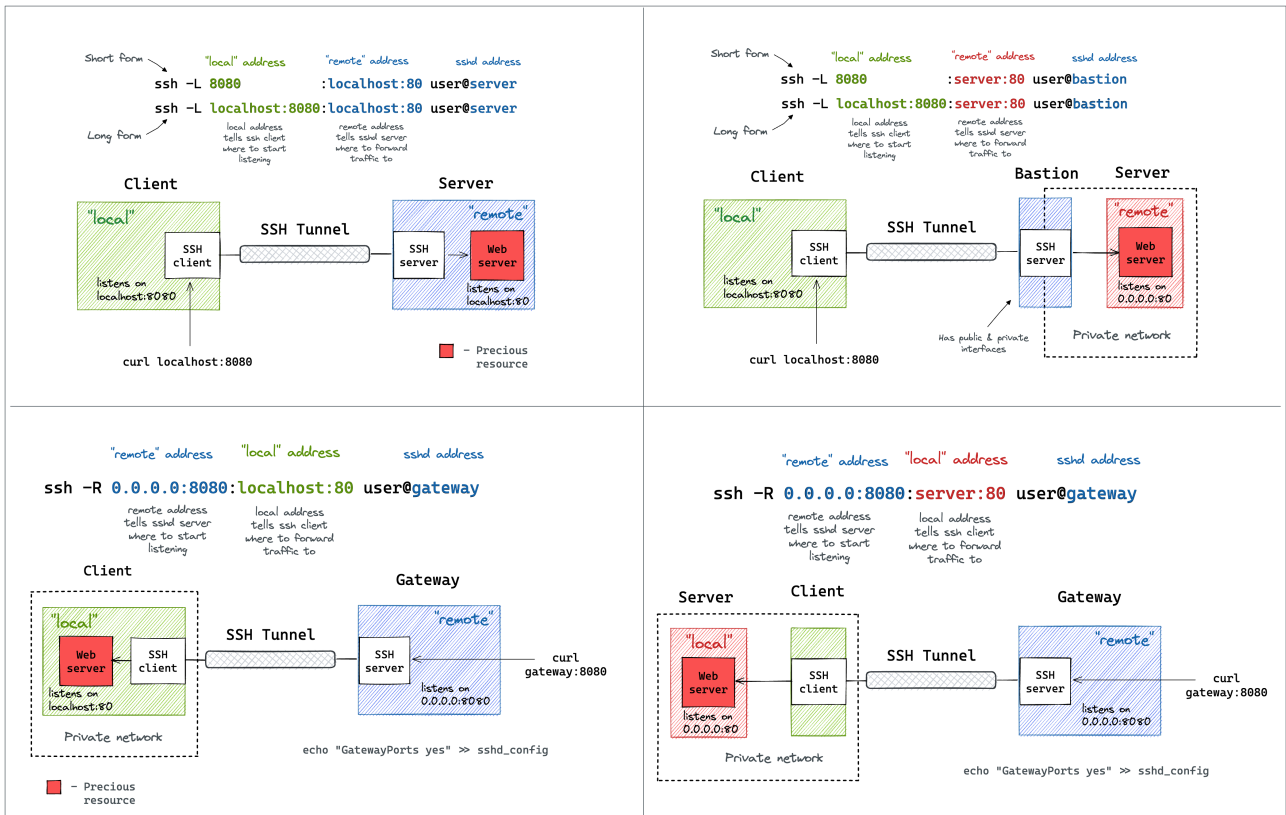 Short form
"local" address
"remote" address
sshd address
ssh -L 8080 :localhost:80 user@server
ssh -L localhost:8080:localhost:80 user@server
Long form
local address
tells ssh client
where to start
listening
remote address
tells sshd server
where to forward
traffic to
Client
Server
"local"
"remote"
SSH Tunnel
SSH
client
SSH
server
Web
server
listens on
localhost:8080
listens on
localhost:80
curl localhost:8080
- Precious
resource
Short form
"local" address
"remote" address
sshd address
ssh -L 8080 :server:80 user@bastion
ssh -L localhost:8080:server:80 user@bastion
Long form
local address
tells ssh client
where to start
listening
remote address
tells sshd server
where to forward
traffic to
Client
Bastion
Server
"local"
"remote"
SSH Tunnel
SSH
client
SSH
server
Web
server
listens on
localhost:8080
listens on
0.0.0.0:80
Has public & private
interfaces
Private network
curl localhost:8080
"remote" address
"local" address
sshd address
ssh -R 0.0.0.0:8080:localhost:80 user@gateway
remote address
tells sshd server
where to start
listening
local address
tells ssh client
where to forward
traffic to
Client
Gateway
"local"
"remote"
SSH Tunnel
Web
server
SSH
client
SSH
server
curl
gateway:8080
listens on
localhost:80
listens on
0.0.0.0:8080
Private network
echo "GatewayPorts yes" >> sshd_config
- Precious
resource
"remote" address
"local" address
sshd address
ssh -R 0.0.0.0:8080:server:80 user@gateway
remote address
tells sshd server
where to start
listening
local address
tells ssh client
where to forward
traffic to
Server
Client
Gateway
"local"
"remote"
SSH Tunnel
Web
server
SSH
client
SSH
server
curl
gateway:8080
listens on
0.0.0.0:80
listens on
0.0.0.0:8080
Private network
echo "GatewayPorts yes" >> sshd_config